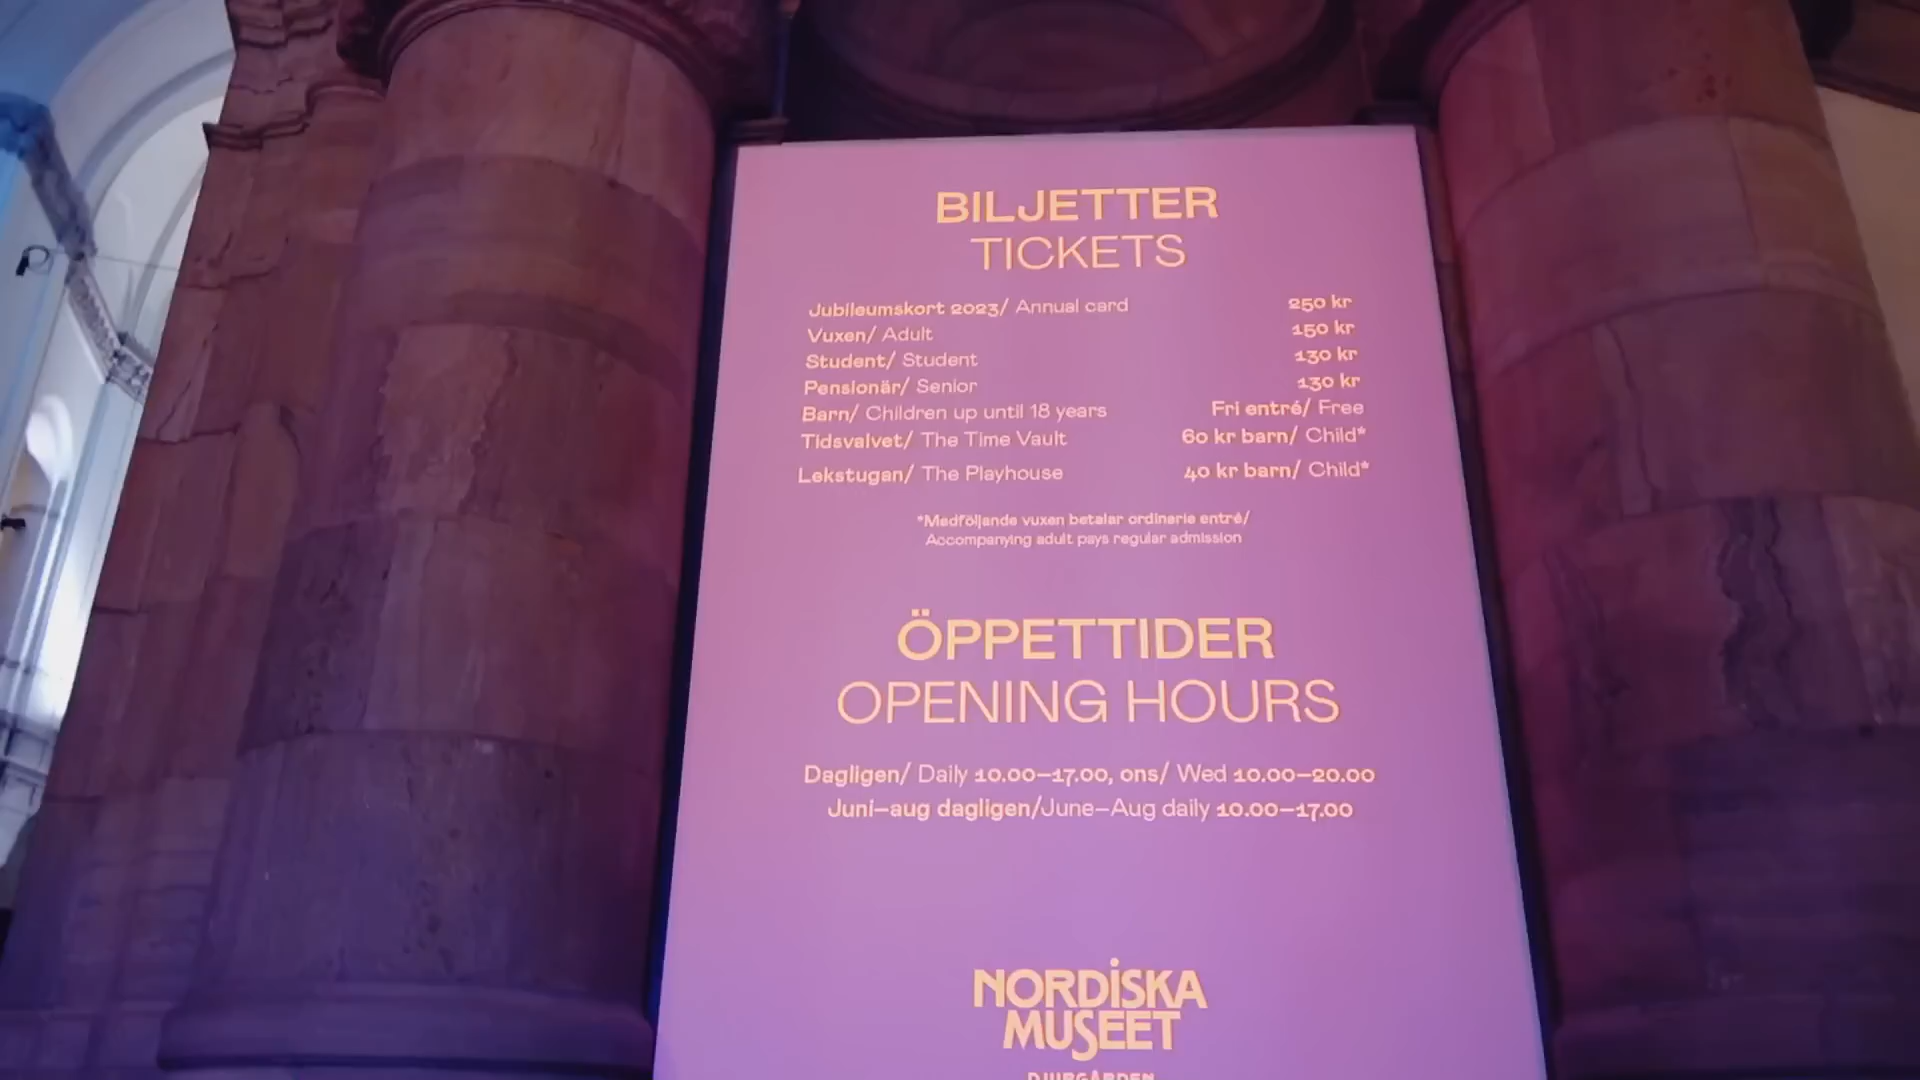 BILJETTER
TICKETS
Jubileumskort 2023/ Annual card 250 kr
Vuxen/ Adult 150 kr
Student/ Student 130 kr
Pensionär/ Senior 130 kr
Barn/ Children up until 18 years Fri entré/ Free
Tidsvalvet/ The Time Vault 60 kr barn/ Child*
Lekstugan/ The Playhouse 40 kr barn/ Child*
*Medföljande vuxen betalar ordinarie entré/
Accompanying adult pays regular admission
ÖPPETTIDER
OPENING HOURS
Dagligen/ Daily 10.00–17.00, ons/ Wed 10.00–20.00
Juni–aug dagligen/June–Aug daily 10.00–17.00
NORDISKA
MUSEET
DJURGÅRDEN